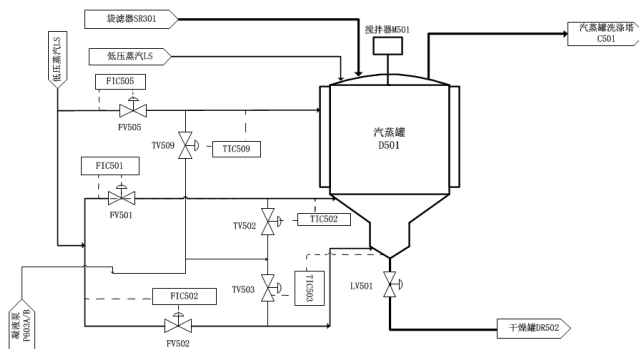 袋滤器SR301
搅拌器M501
汽蒸罐洗涤塔
C501
低压蒸汽LS
低压蒸汽LS
FIC505
FV505
TV509
TIC509
汽蒸罐
D501
FIC501
FV501
TV502
TIC502
TIC503
TV503
LV501
FIC502
FV502
凝液泵
P603A/B
干燥罐DR502